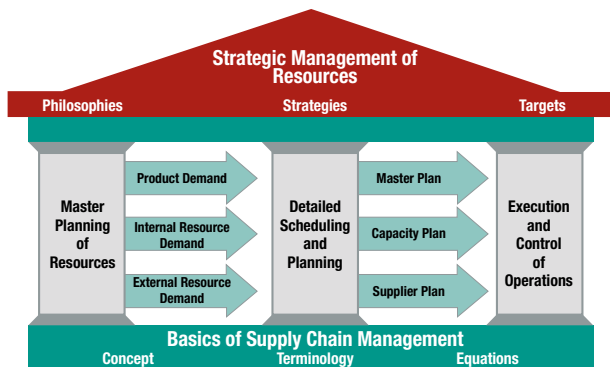 Strategic Management of
Resources
Philosophies
Strategies
Targets
Master
Planning
of
Resources
Product Demand
Internal Resource
Demand
External Resource
Demand
Detailed
Scheduling
and
Planning
Master Plan
Capacity Plan
Supplier Plan
Execution
and
Control
of
Operations
Basics of Supply Chain Management
Concept
Terminology
Equations